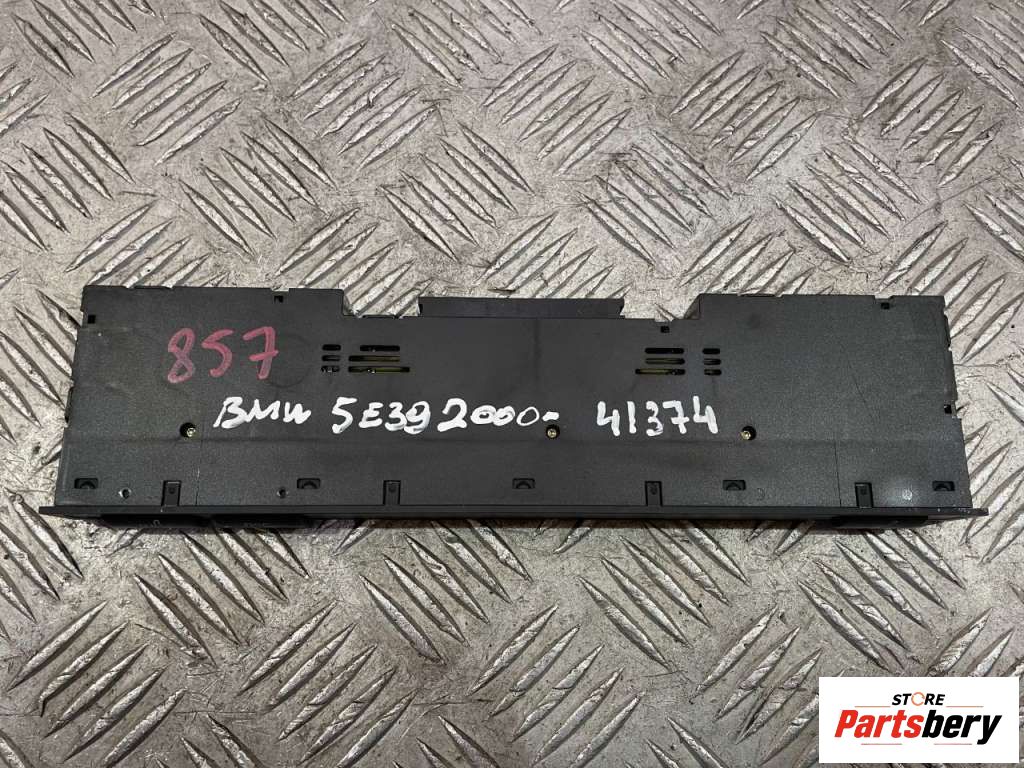 857
BMW 5E39 2000- 41374
STORE
Partsbery